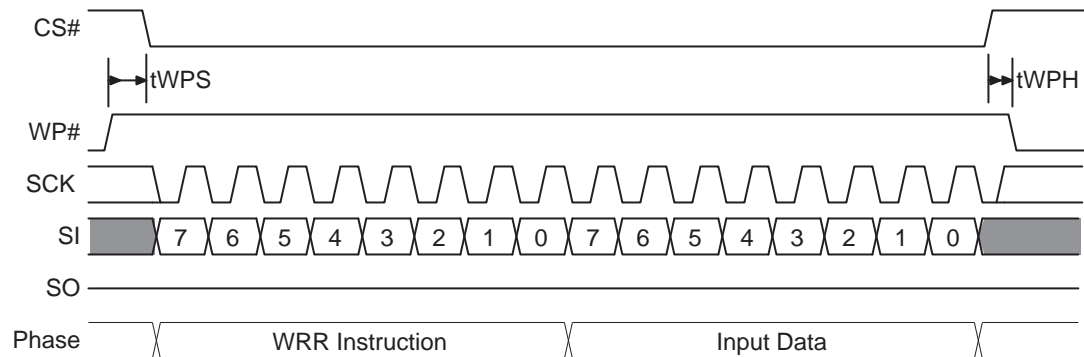 CS#
tWPS tWPH
WP#
SCK
SI 7 6 5 4 3 2 1 0 7 6 5 4 3 2 1 0
SO
Phase WRR Instruction Input Data